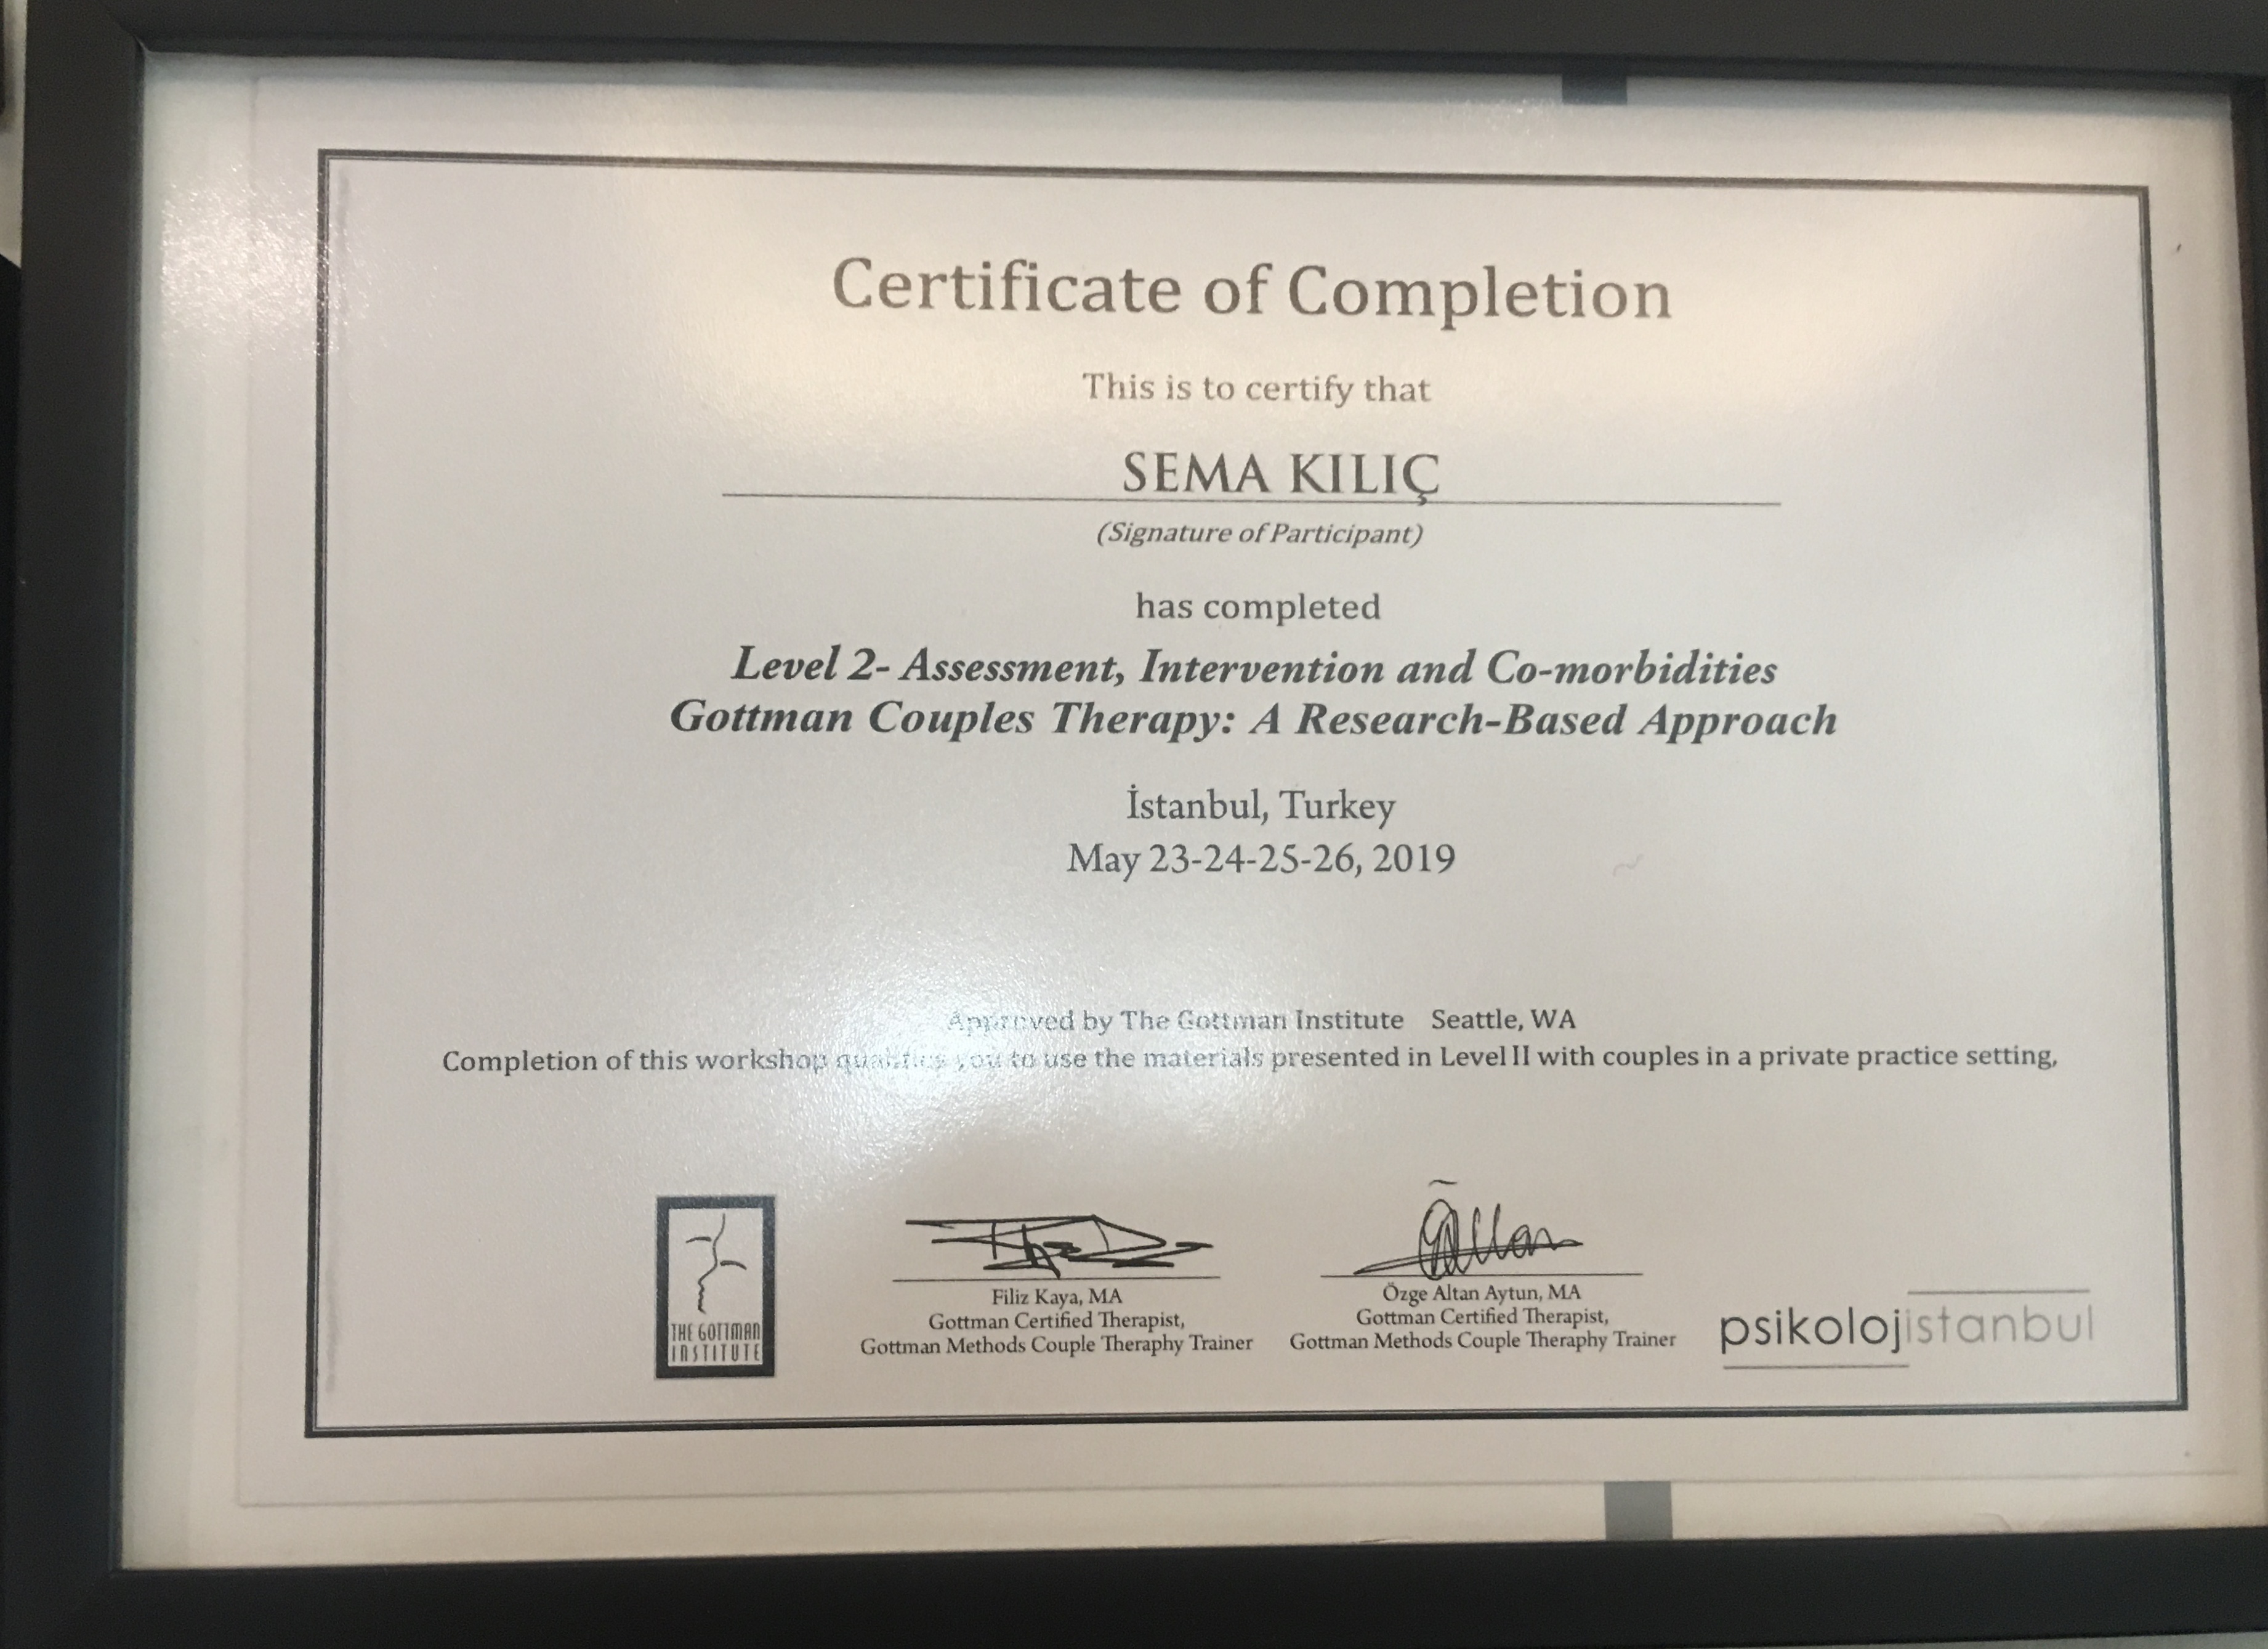 Certificate of Completion
This is to certify that
SEMA KILIÇ
(Signature of Participant)
has completed
Level 2- Assessment, Intervention and Co-morbidities
Gottman Couples Therapy: A Research-Based Approach
İstanbul, Turkey
May 23-24-25-26, 2019
Approved by The Gottman Institute Seattle, WA
Completion of this workshop qualifies you to use the materials presented in Level II with couples in a private practice setting,
THE GOTTMAN
INSTITUTE
Filiz Kaya, MA
Gottman Certified Therapist,
Gottman Methods Couple Theraphy Trainer
Özge Altan Aytun, MA
Gottman Certified Therapist,
Gottman Methods Couple Theraphy Trainer
psikolojistanbul